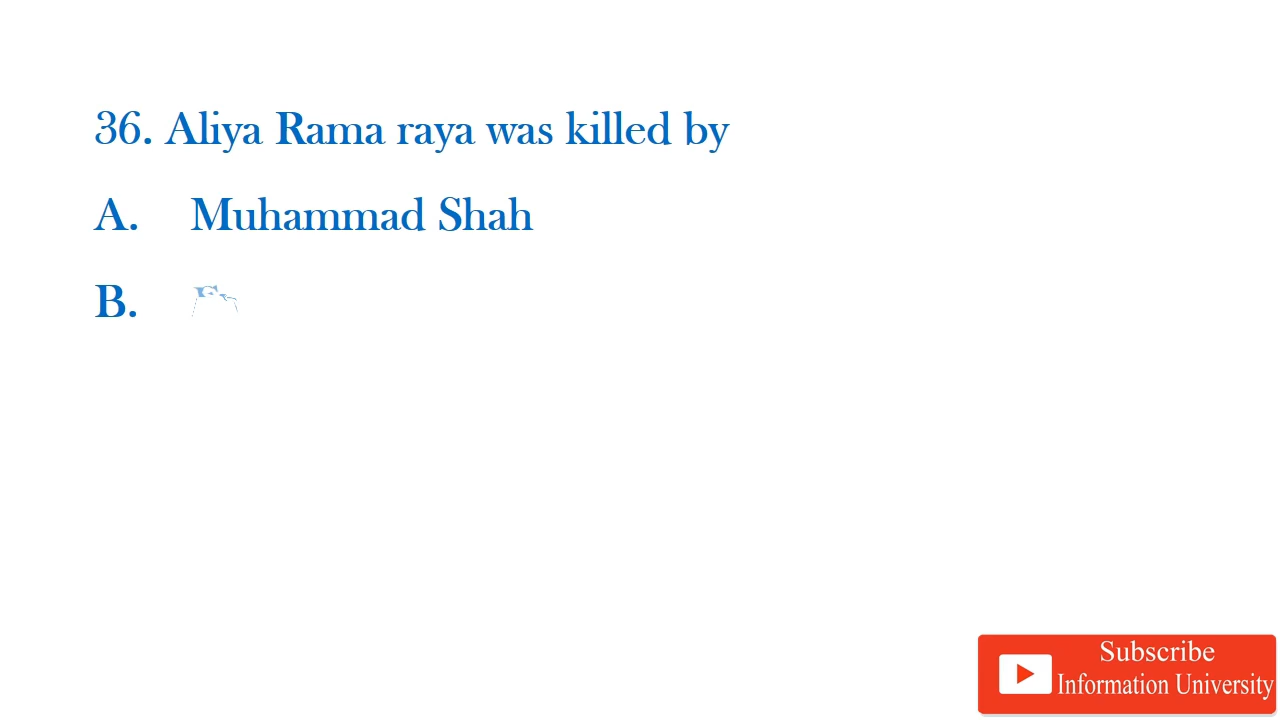 36. Aliya Rama raya was killed by
A. Muhammad Shah
B.
Subscribe
Information University